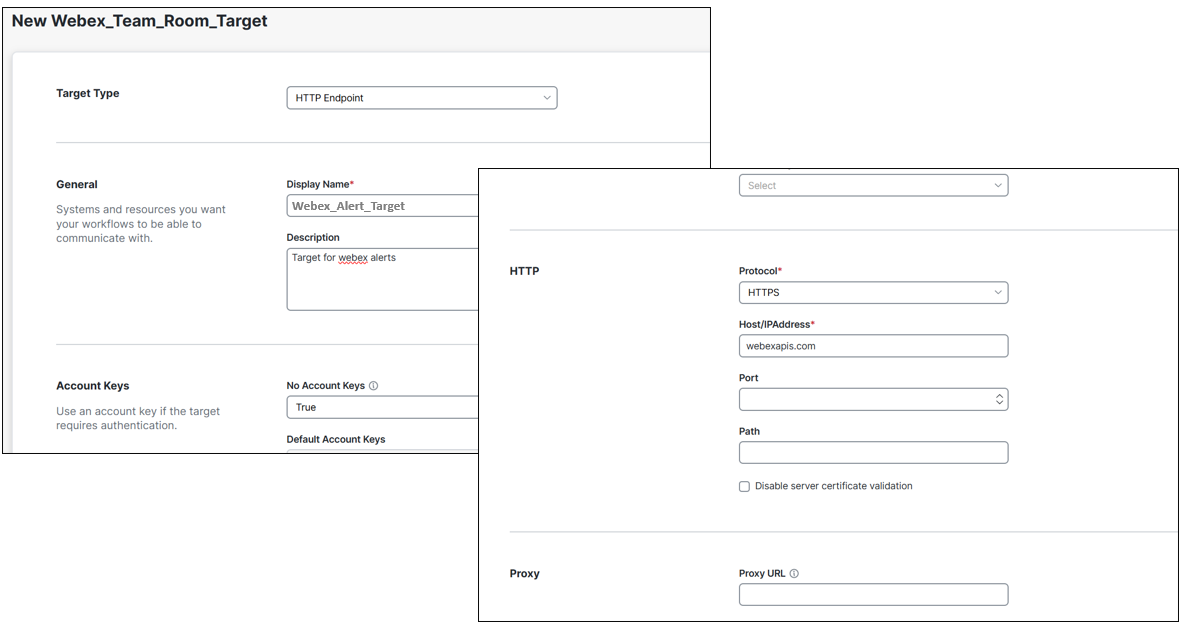 New Webex_Team_Room_Target
Target Type
HTTP Endpoint
General
Systems and resources you want
your workflows to be able to
communicate with.
Display Name*
Webex_Alert_Target
Description
Target for webex alerts
Account Keys
Use an account key if the target
requires authentication.
No Account Keys
True
Default Account Keys
Select
HTTP
Protocol*
HTTPS
Host/IPAddress*
webexapis.com
Port
Path
Disable server certificate validation
Proxy
Proxy URL